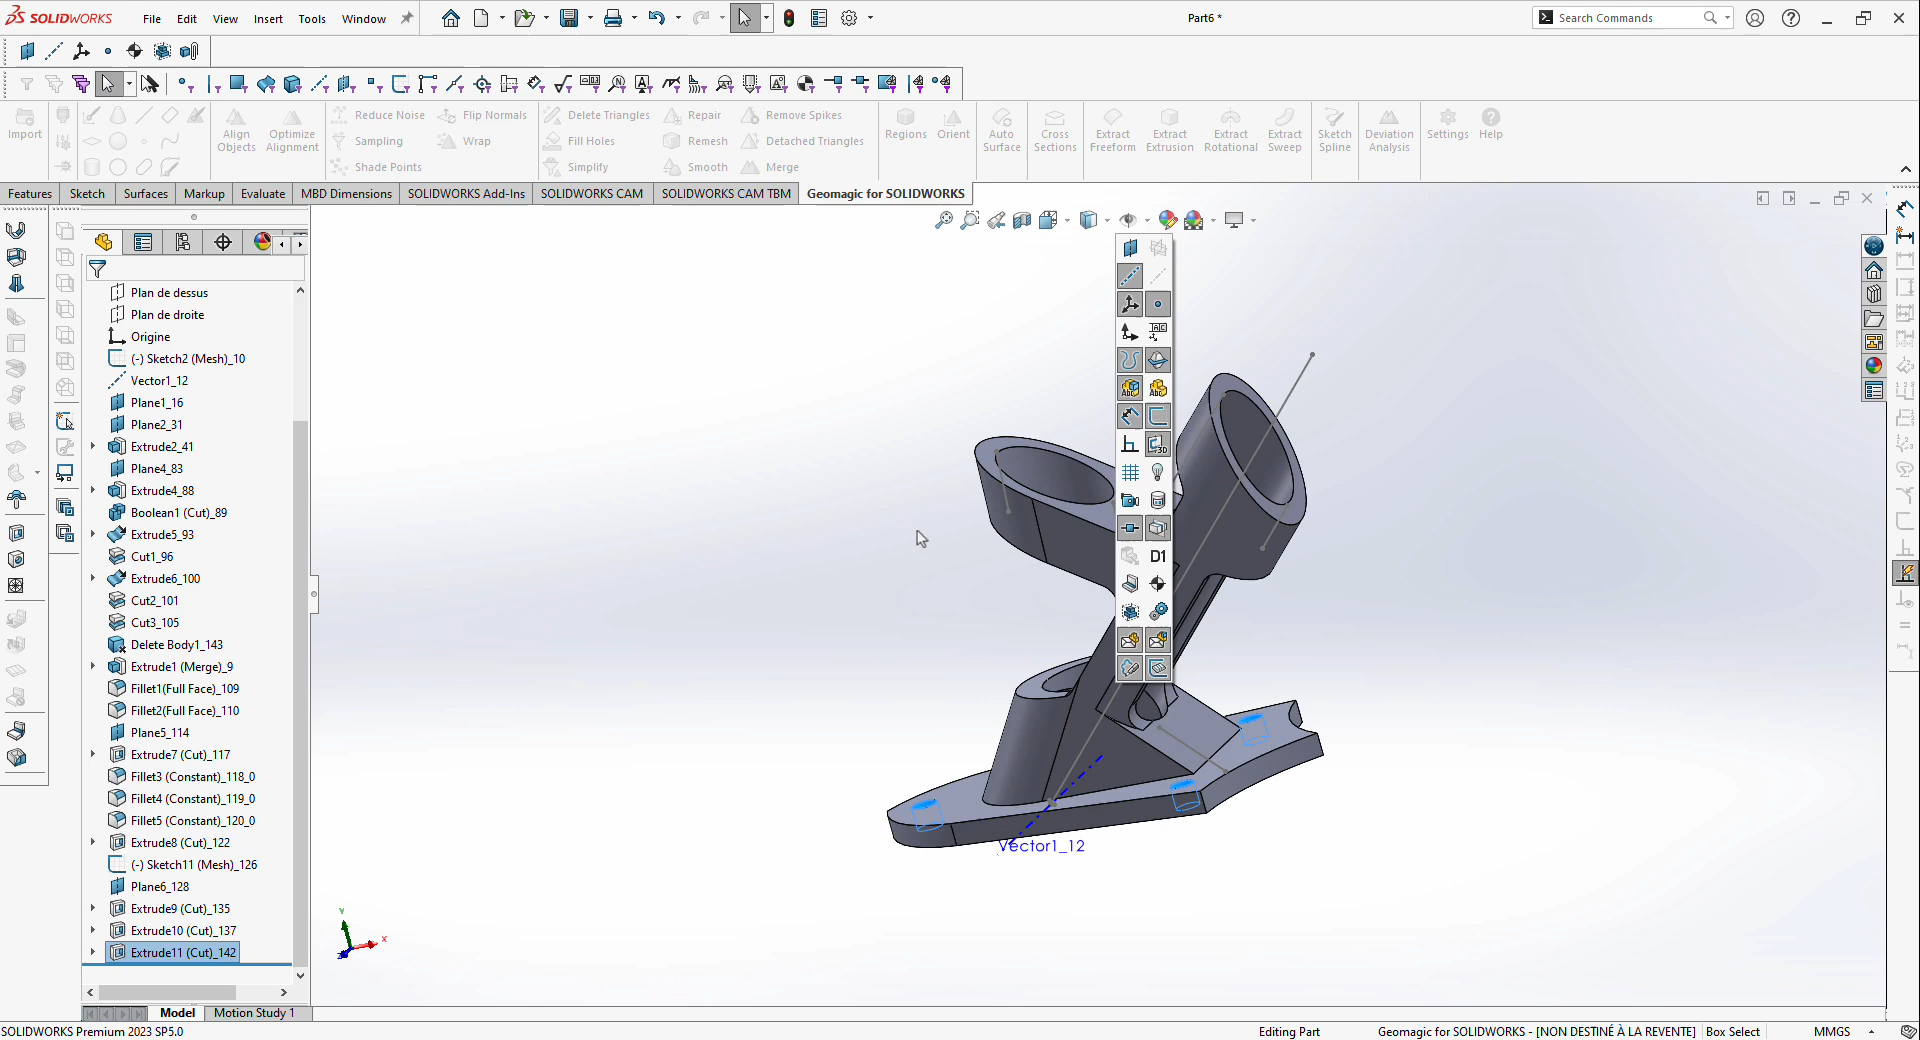 SOLIDWORKS
File Edit View Insert Tools Window
Part6 *
Search Commands
Import
Align Objects
Optimize Alignment
Reduce Noise
Sampling
Shade Points
Flip Normals
Wrap
Delete Triangles
Fill Holes
Simplify
Repair
Remesh
Smooth
Remove Spikes
Detached Triangles
Merge
Regions
Orient
Auto Surface
Cross Sections
Extract Freeform
Extract Extrusion
Extract Rotational
Extract Sweep
Sketch Spline
Deviation Analysis
Settings
Help
Features Sketch Surfaces Markup Evaluate MBD Dimensions SOLIDWORKS Add-Ins SOLIDWORKS CAM SOLIDWORKS CAM TBM Geomagic for SOLIDWORKS
Plan de dessus
Plan de droite
Origine
(-) Sketch2 (Mesh)_10
Vector1_12
Plane1_16
Plane2_31
Extrude2_41
Plane4_83
Extrude4_88
Boolean1 (Cut)_89
Extrude5_93
Cut1_96
Extrude6_100
Cut2_101
Cut3_105
Delete Body1_143
Extrude1 (Merge)_9
Fillet1(Full Face)_109
Fillet2(Full Face)_110
Plane5_114
Extrude7 (Cut)_117
Fillet3 (Constant)_118_0
Fillet4 (Constant)_119_0
Fillet5 (Constant)_120_0
Extrude8 (Cut)_122
(-) Sketch11 (Mesh)_126
Plane6_128
Extrude9 (Cut)_135
Extrude10 (Cut)_137
Extrude11 (Cut)_142
D1
Vector1_12
Y
X
Z
Model Motion Study 1
SOLIDWORKS Premium 2023 SP5.0
Editing Part
Geomagic for SOLIDWORKS - [NON DESTINÉ À LA REVENTE]
Box Select
MMGS